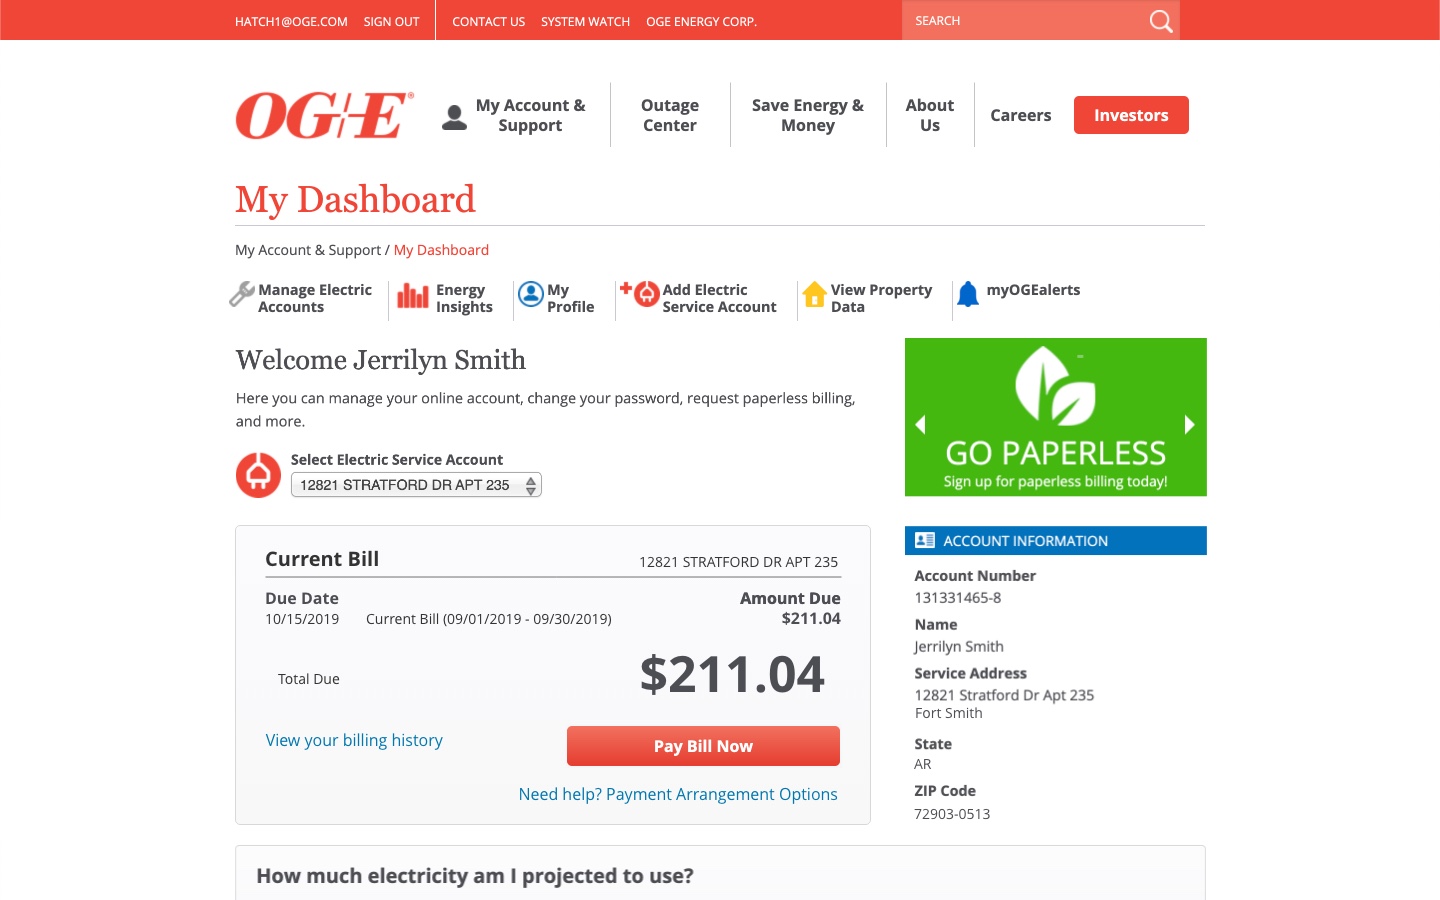 HATCH1@OGE.COM SIGN OUT CONTACT US SYSTEM WATCH OGE ENERGY CORP. SEARCH
OG+E®
My Account & Support
Outage Center
Save Energy & Money
About Us
Careers
Investors
My Dashboard
My Account & Support / My Dashboard
Manage Electric Accounts
Energy Insights
My Profile
Add Electric Service Account
View Property Data
myOGEalerts
Welcome Jerrilyn Smith
Here you can manage your online account, change your password, request paperless billing,
and more.
Select Electric Service Account
12821 STRATFORD DR APT 235
GO PAPERLESS
Sign up for paperless billing today!
Current Bill 12821 STRATFORD DR APT 235
Due Date Amount Due
10/15/2019 Current Bill (09/01/2019 - 09/30/2019) $211.04
Total Due $211.04
View your billing history
Pay Bill Now
Need help? Payment Arrangement Options
ACCOUNT INFORMATION
Account Number
131331465-8
Name
Jerrilyn Smith
Service Address
12821 Stratford Dr Apt 235
Fort Smith
State
AR
ZIP Code
72903-0513
How much electricity am I projected to use?